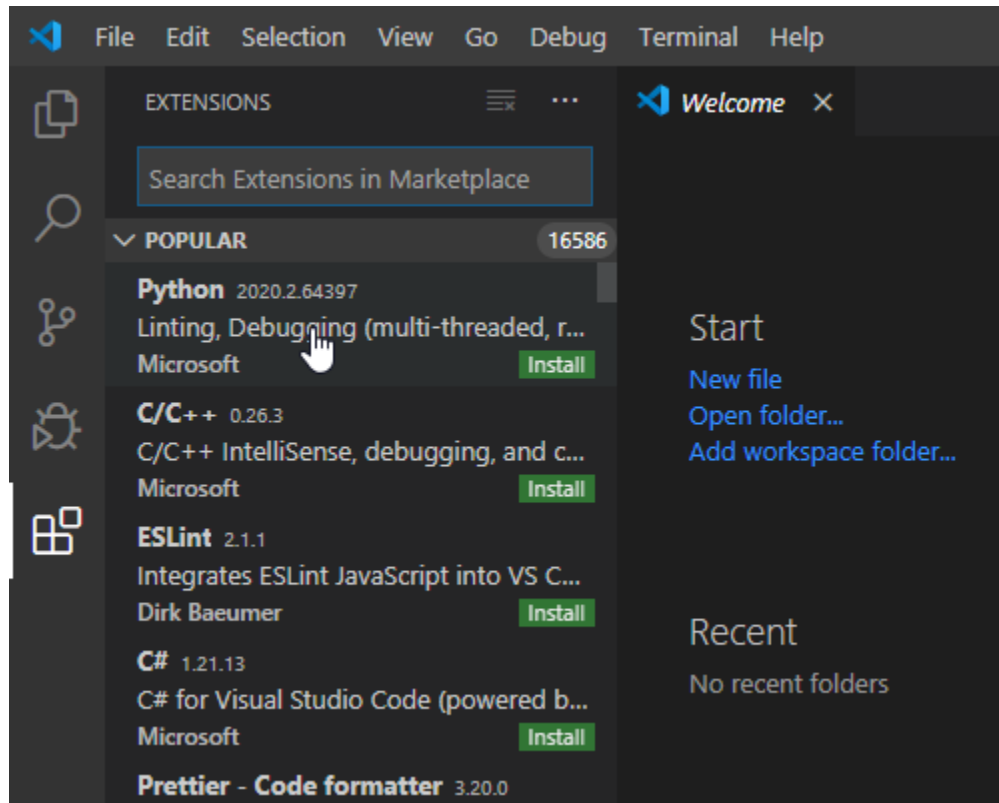 File Edit Selection View Go Debug Terminal Help
EXTENSIONS
Search Extensions in Marketplace
POPULAR 16586
Python 2020.2.64397
Linting, Debugging (multi-threaded, r...
Microsoft Install
C/C++ 0.26.3
C/C++ IntelliSense, debugging, and c...
Microsoft Install
ESLint 2.1.1
Integrates ESLint JavaScript into VS C...
Dirk Baeumer Install
C# 1.21.13
C# for Visual Studio Code (powered b...
Microsoft Install
Prettier - Code formatter 3.20.0
Welcome
Start
New file
Open folder...
Add workspace folder...
Recent
No recent folders